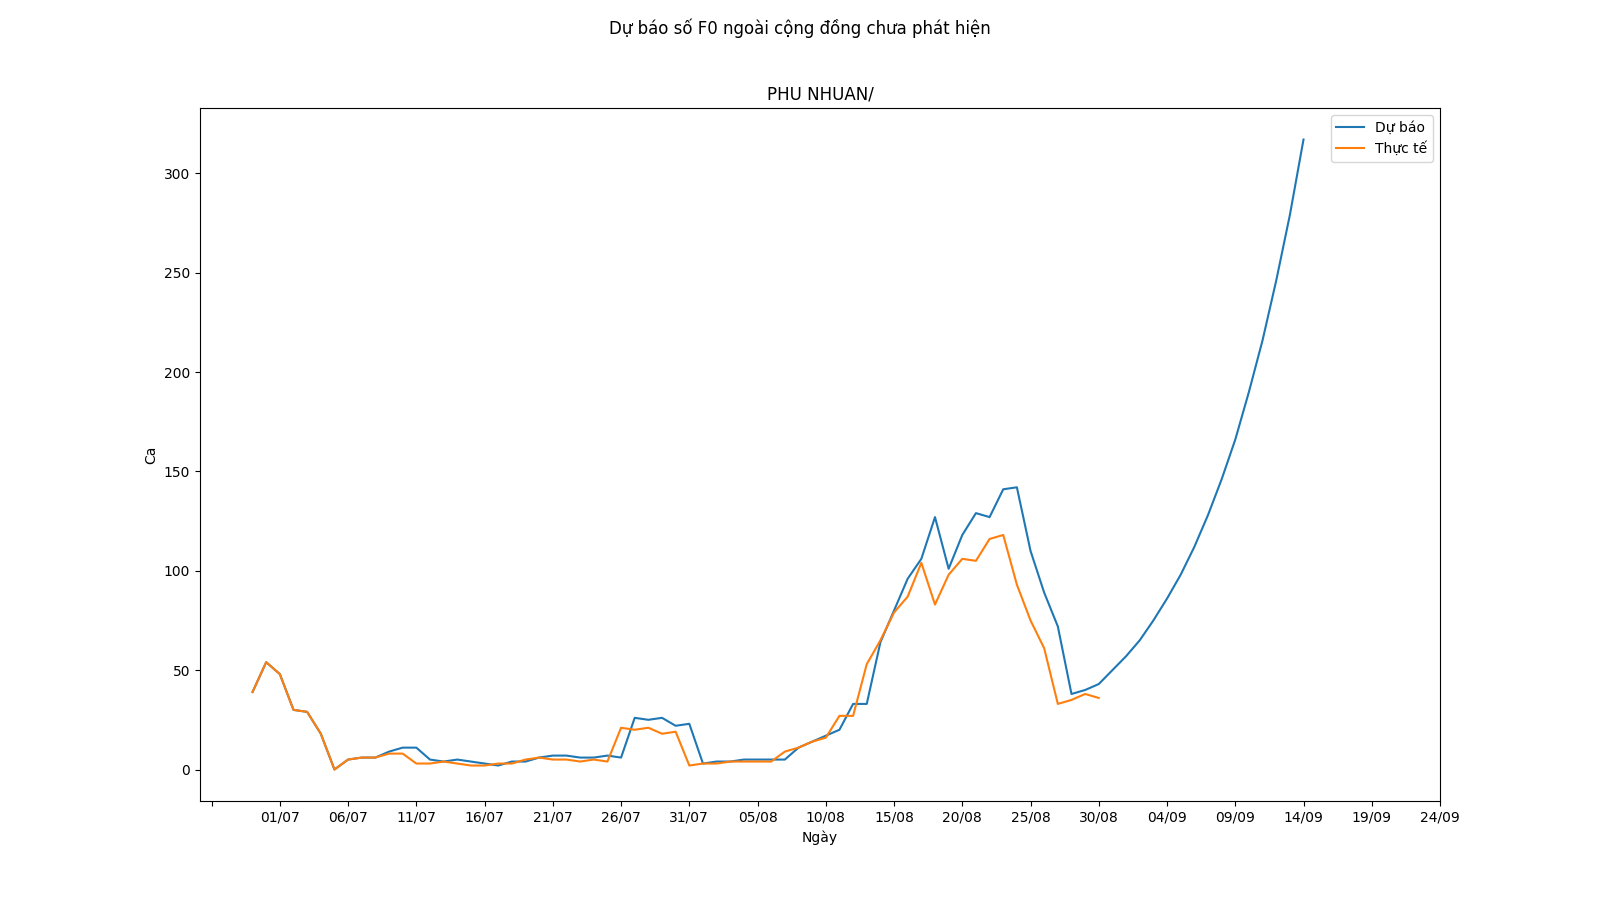 Dự báo số F0 ngoài cộng đồng chưa phát hiện
PHU NHUAN/
Dự báo
Thực tế
300
250
200
150
100
50
0
Ca
01/07 06/07 11/07 16/07 21/07 26/07 31/07 05/08 10/08 15/08 20/08 25/08 30/08 04/09 09/09 14/09 19/09 24/09
Ngày